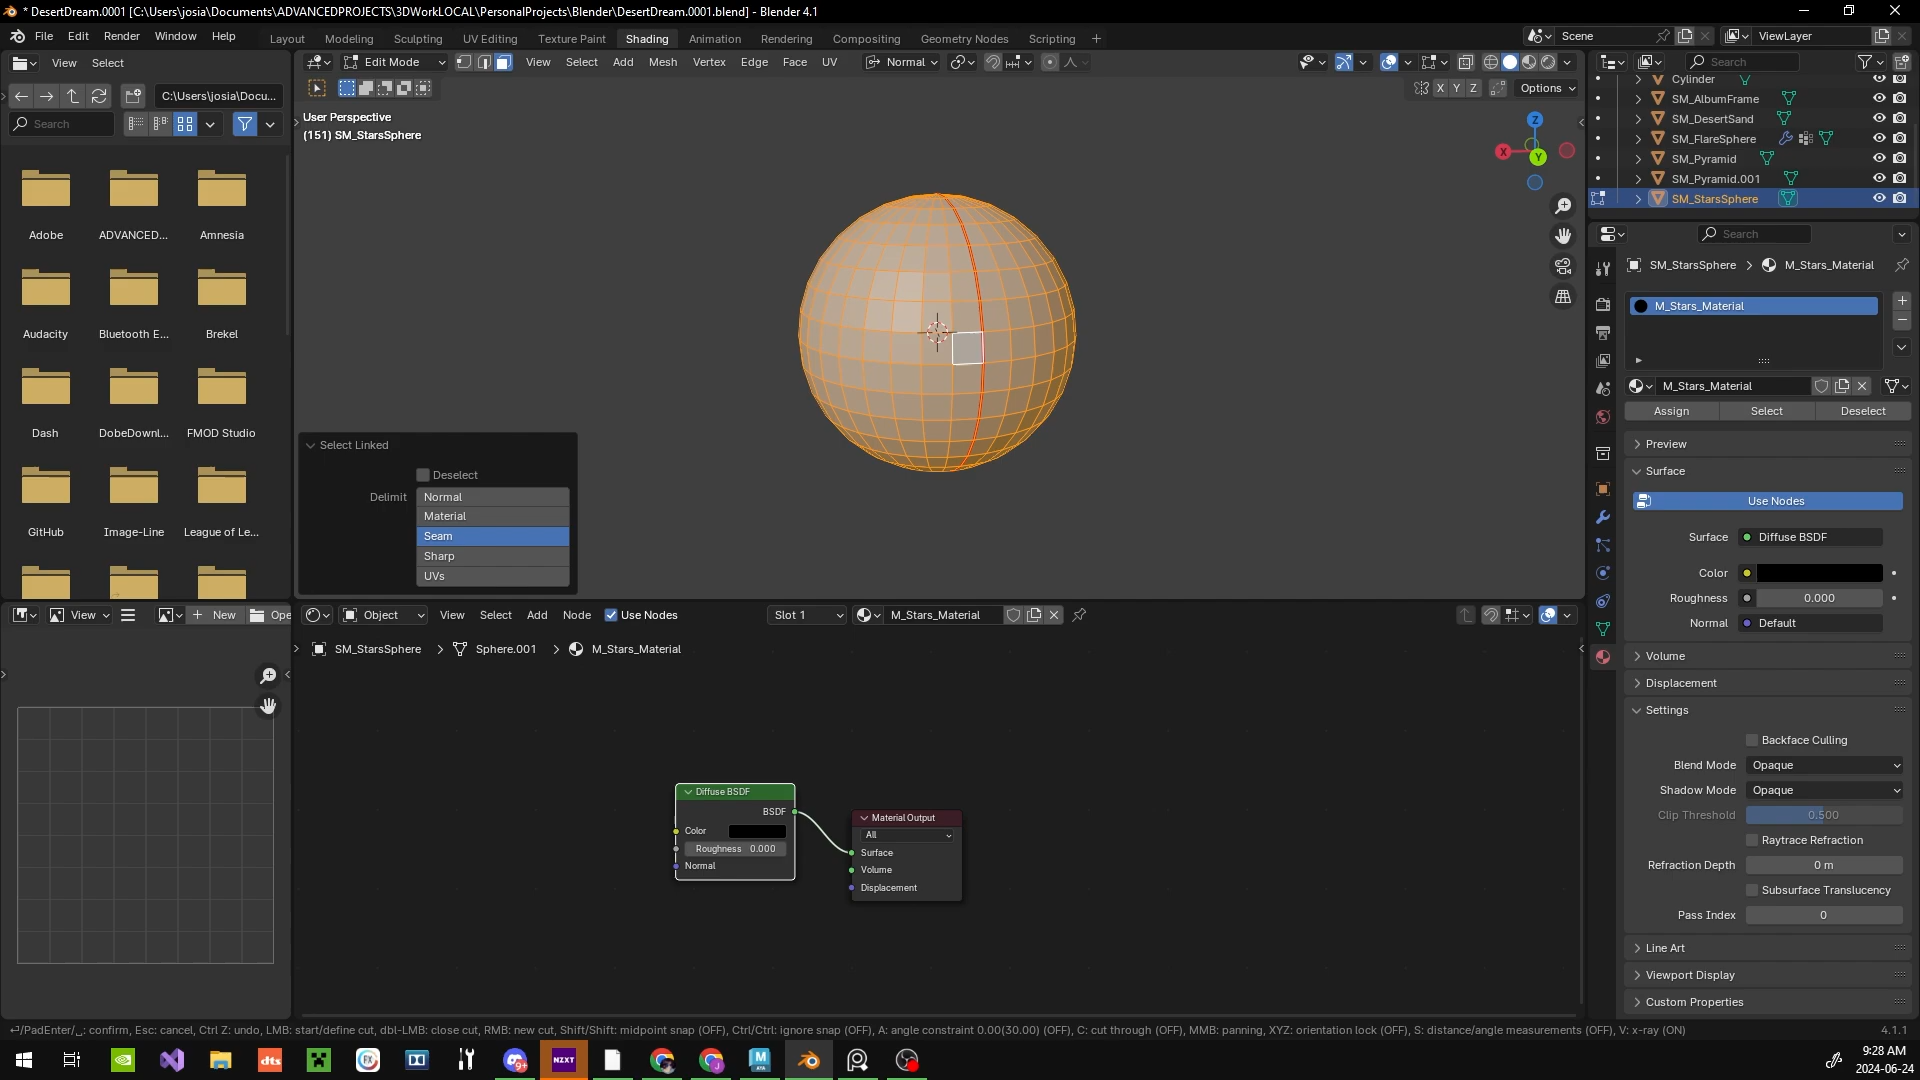 * DesertDream.0001 [C:\Users\josia\Documents\ADVANCEDPROJECTS\3DWorkLOCAL\PersonalProjects\Blender\DesertDream.0001.blend] - Blender 4.1
File Edit Render Window Help
Layout Modeling Sculpting UV Editing Texture Paint Shading Animation Rendering Compositing Geometry Nodes Scripting +
Scene
ViewLayer
View Select
C:\Users\josia\Docu...
Search
Adobe
ADVANCED...
Amnesia
Audacity
Bluetooth E...
Brekel
Dash
DobeDownl...
FMOD Studio
GitHub
Image-Line
League of Le...
Edit Mode
View Select Add Mesh Vertex Edge Face UV
Normal
X Y Z
Options
User Perspective
(151) SM_StarsSphere
Z
X
Y
Select Linked
Deselect
Delimit
Normal
Material
Seam
Sharp
UVs
Search
Cylinder
SM_AlbumFrame
SM_DesertSand
SM_FlareSphere
SM_Pyramid
SM_Pyramid.001
SM_StarsSphere
Search
SM_StarsSphere > M_Stars_Material
M_Stars_Material
M_Stars_Material
Assign Select Deselect
Preview
Surface
Use Nodes
Surface Diffuse BSDF
Color
Roughness 0.000
Normal Default
Volume
Displacement
Settings
Backface Culling
Blend Mode Opaque
Shadow Mode Opaque
Clip Threshold 0.500
Raytrace Refraction
Refraction Depth 0 m
Subsurface Translucency
Pass Index 0
Line Art
Viewport Display
Custom Properties
View
New
Ope
Object
View Select Add Node
Use Nodes
Slot 1
M_Stars_Material
SM_StarsSphere > Sphere.001 > M_Stars_Material
Diffuse BSDF
BSDF
Color
Roughness 0.000
Normal
Material Output
All
Surface
Volume
Displacement
⏎/PadEnter/␣: confirm, Esc: cancel, Ctrl Z: undo, LMB: start/define cut, dbl-LMB: close cut, RMB: new cut, Shift/Shift: midpoint snap (OFF), Ctrl/Ctrl: ignore snap (OFF), A: angle constraint 0.00(30.00) (OFF), C: cut through (OFF), MMB: panning, XYZ: orientation lock (OFF), S: distance/angle measurements (OFF), V: x-ray (ON)
4.1.1
dts
FX
NZXT
9+
M
9:28 AM
2024-06-24